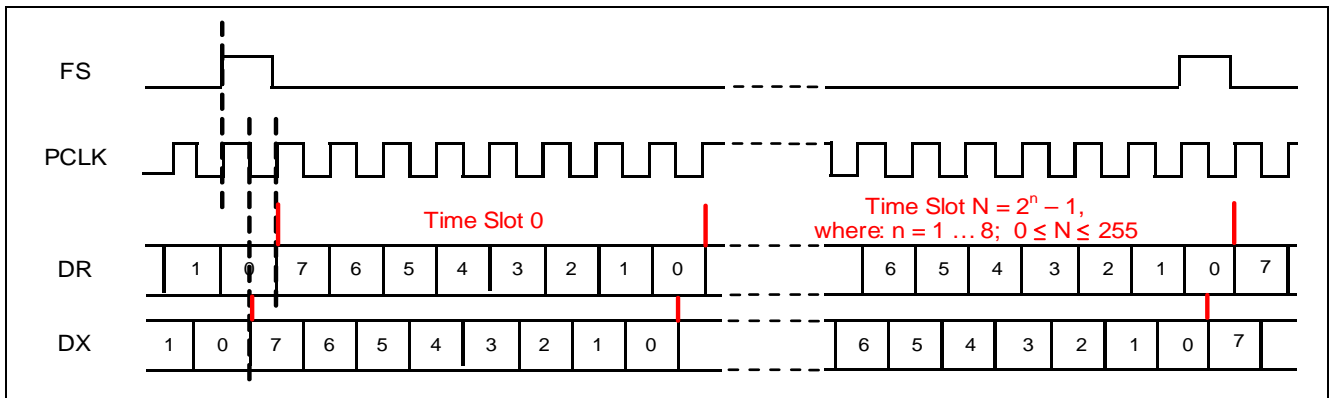 FS
PCLK
Time Slot 0
Time Slot N = 2ⁿ – 1,
where: n = 1 … 8; 0 ≤ N ≤ 255
DR 1 0 7 6 5 4 3 2 1 0 6 5 4 3 2 1 0 7
DX 1 0 7 6 5 4 3 2 1 0 6 5 4 3 2 1 0 7